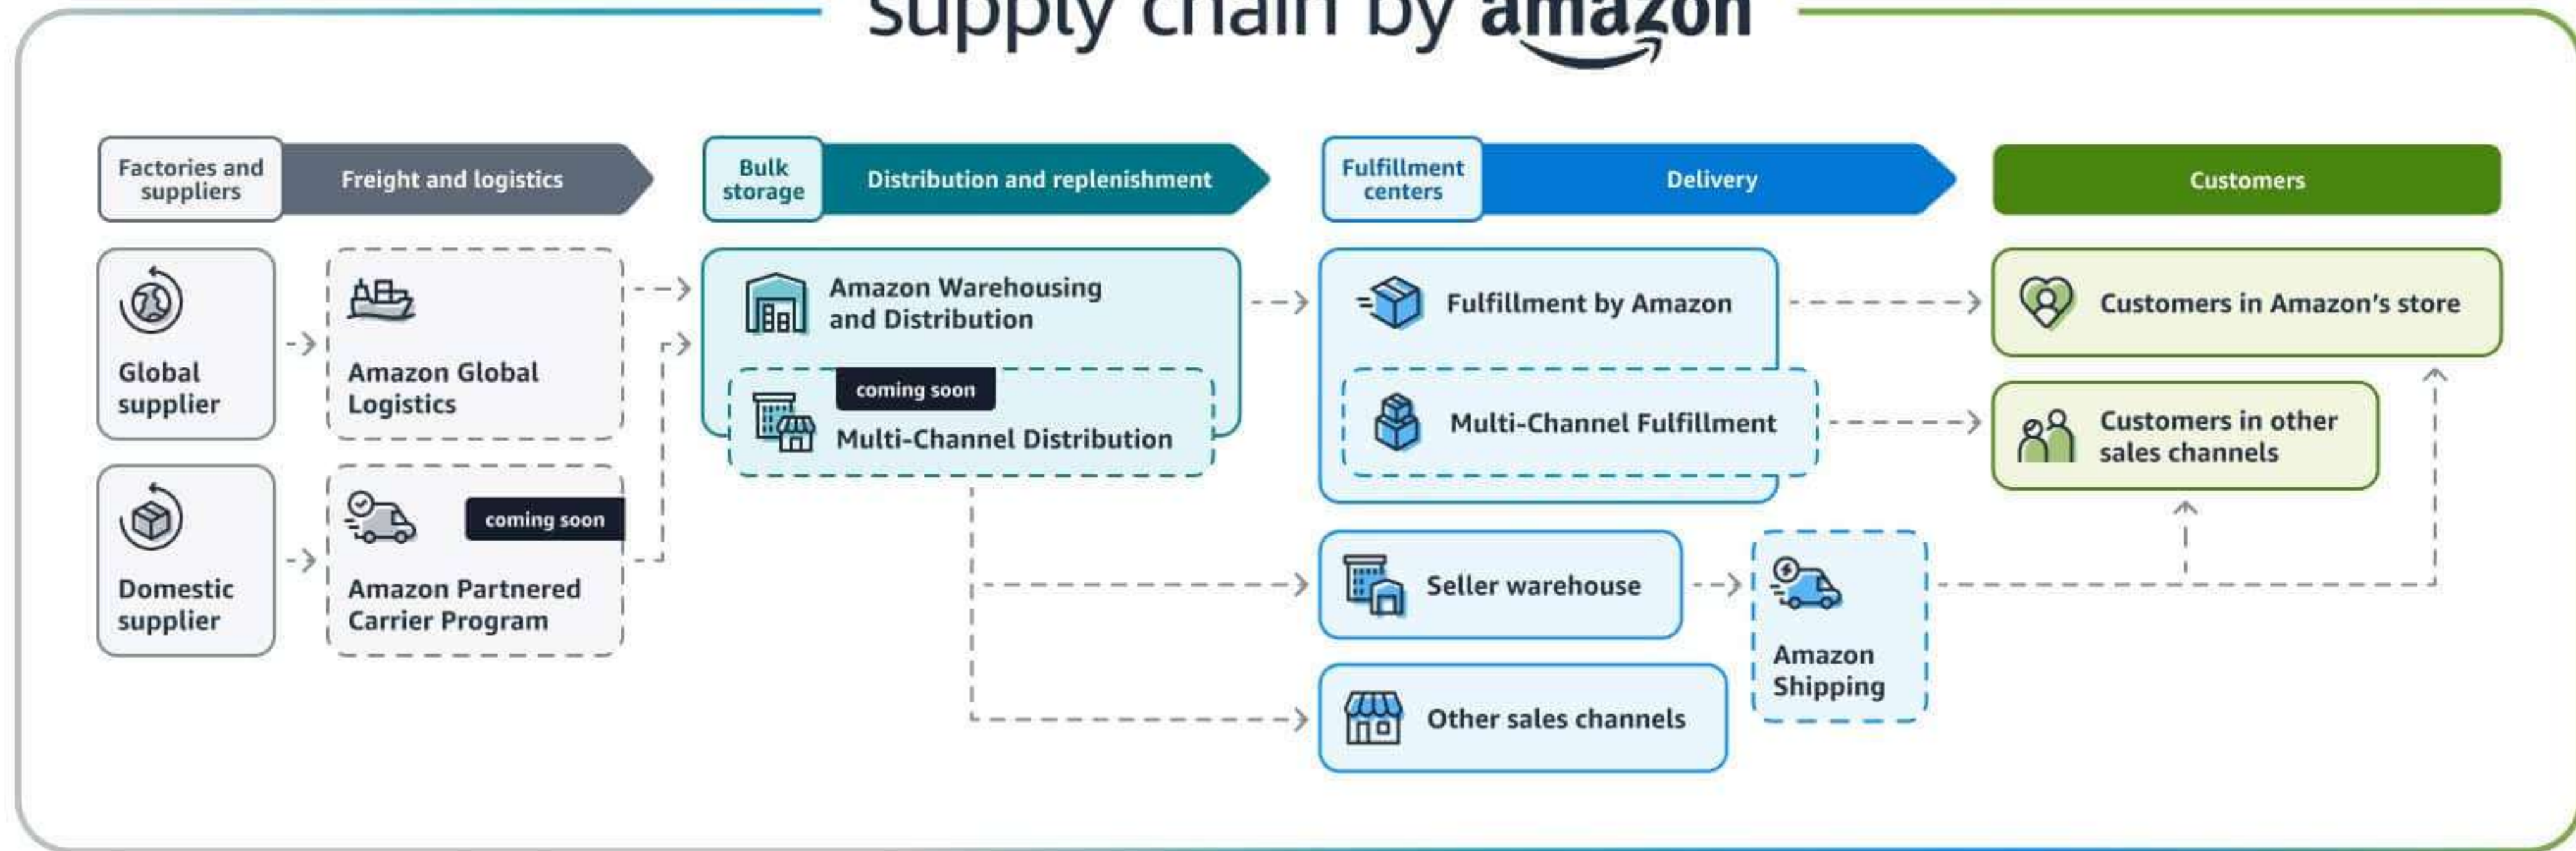 supply chain by amazon
Factories and
suppliers
Freight and logistics
Bulk
storage
Distribution and replenishment
Fulfillment
centers
Delivery
Customers
Global
supplier
Amazon Global
Logistics
Domestic
supplier
coming soon
Amazon Partnered
Carrier Program
Amazon Warehousing
and Distribution
coming soon
Multi-Channel Distribution
Fulfillment by Amazon
Multi-Channel Fulfillment
Seller warehouse
Other sales channels
Amazon
Shipping
Customers in Amazon's store
Customers in other
sales channels